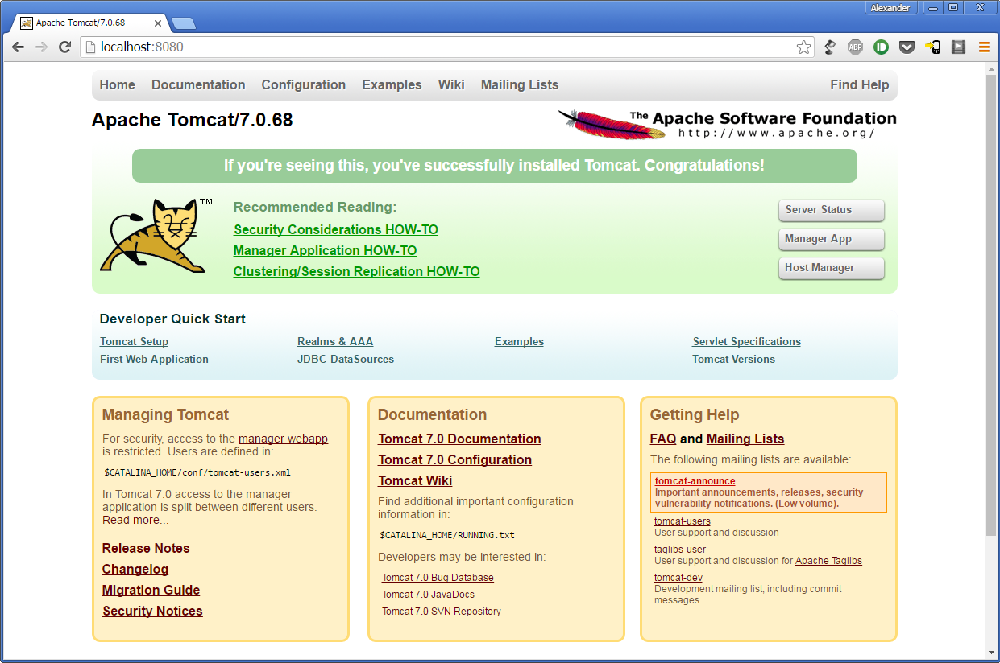 Alexander
Apache Tomcat/7.0.68
localhost:8080
ABP
Home Documentation Configuration Examples Wiki Mailing Lists Find Help
Apache Tomcat/7.0.68
The Apache Software Foundation
http://www.apache.org/
If you're seeing this, you've successfully installed Tomcat. Congratulations!
TM
Recommended Reading:
Security Considerations HOW-TO
Manager Application HOW-TO
Clustering/Session Replication HOW-TO
Server Status
Manager App
Host Manager
Developer Quick Start
Tomcat Setup
First Web Application
Realms & AAA
JDBC DataSources
Examples
Servlet Specifications
Tomcat Versions
Managing Tomcat
For security, access to the manager webapp
is restricted. Users are defined in:
$CATALINA_HOME/conf/tomcat-users.xml
In Tomcat 7.0 access to the manager
application is split between different users.
Read more...
Release Notes
Changelog
Migration Guide
Security Notices
Documentation
Tomcat 7.0 Documentation
Tomcat 7.0 Configuration
Tomcat Wiki
Find additional important configuration
information in:
$CATALINA_HOME/RUNNING.txt
Developers may be interested in:
Tomcat 7.0 Bug Database
Tomcat 7.0 JavaDocs
Tomcat 7.0 SVN Repository
Getting Help
FAQ and Mailing Lists
The following mailing lists are available:
tomcat-announce
Important announcements, releases, security
vulnerability notifications. (Low volume).
tomcat-users
User support and discussion
taglibs-user
User support and discussion for Apache Taglibs
tomcat-dev
Development mailing list, including commit
messages